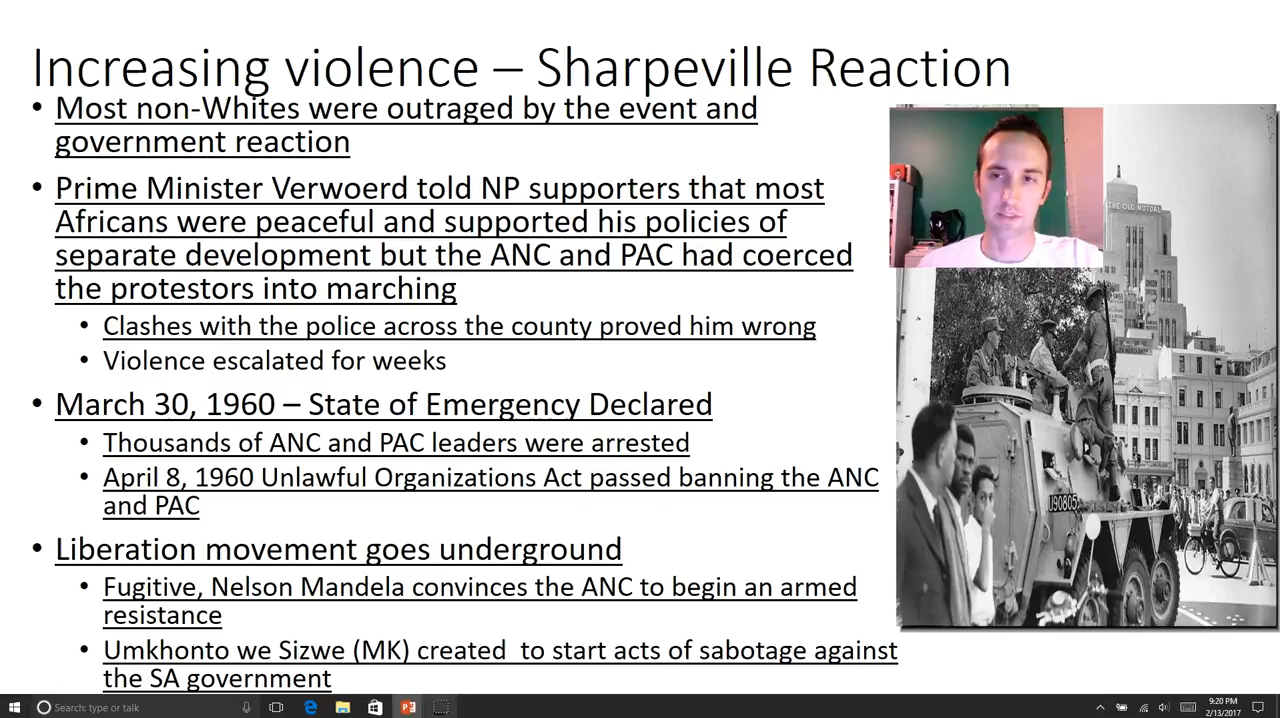 Increasing violence – Sharpeville Reaction
• Most non-Whites were outraged by the event and
government reaction
• Prime Minister Verwoerd told NP supporters that most
Africans were peaceful and supported his policies of
separate development but the ANC and PAC had coerced
the protestors into marching
• Clashes with the police across the county proved him wrong
• Violence escalated for weeks
• March 30, 1960 – State of Emergency Declared
• Thousands of ANC and PAC leaders were arrested
• April 8, 1960 Unlawful Organizations Act passed banning the ANC
and PAC
• Liberation movement goes underground
• Fugitive, Nelson Mandela convinces the ANC to begin an armed
resistance
• Umkhonto we Sizwe (MK) created to start acts of sabotage against
the SA government
THE OLD MUTUAL
U90805
Search: type or talk
9:20 PM
2/13/2017